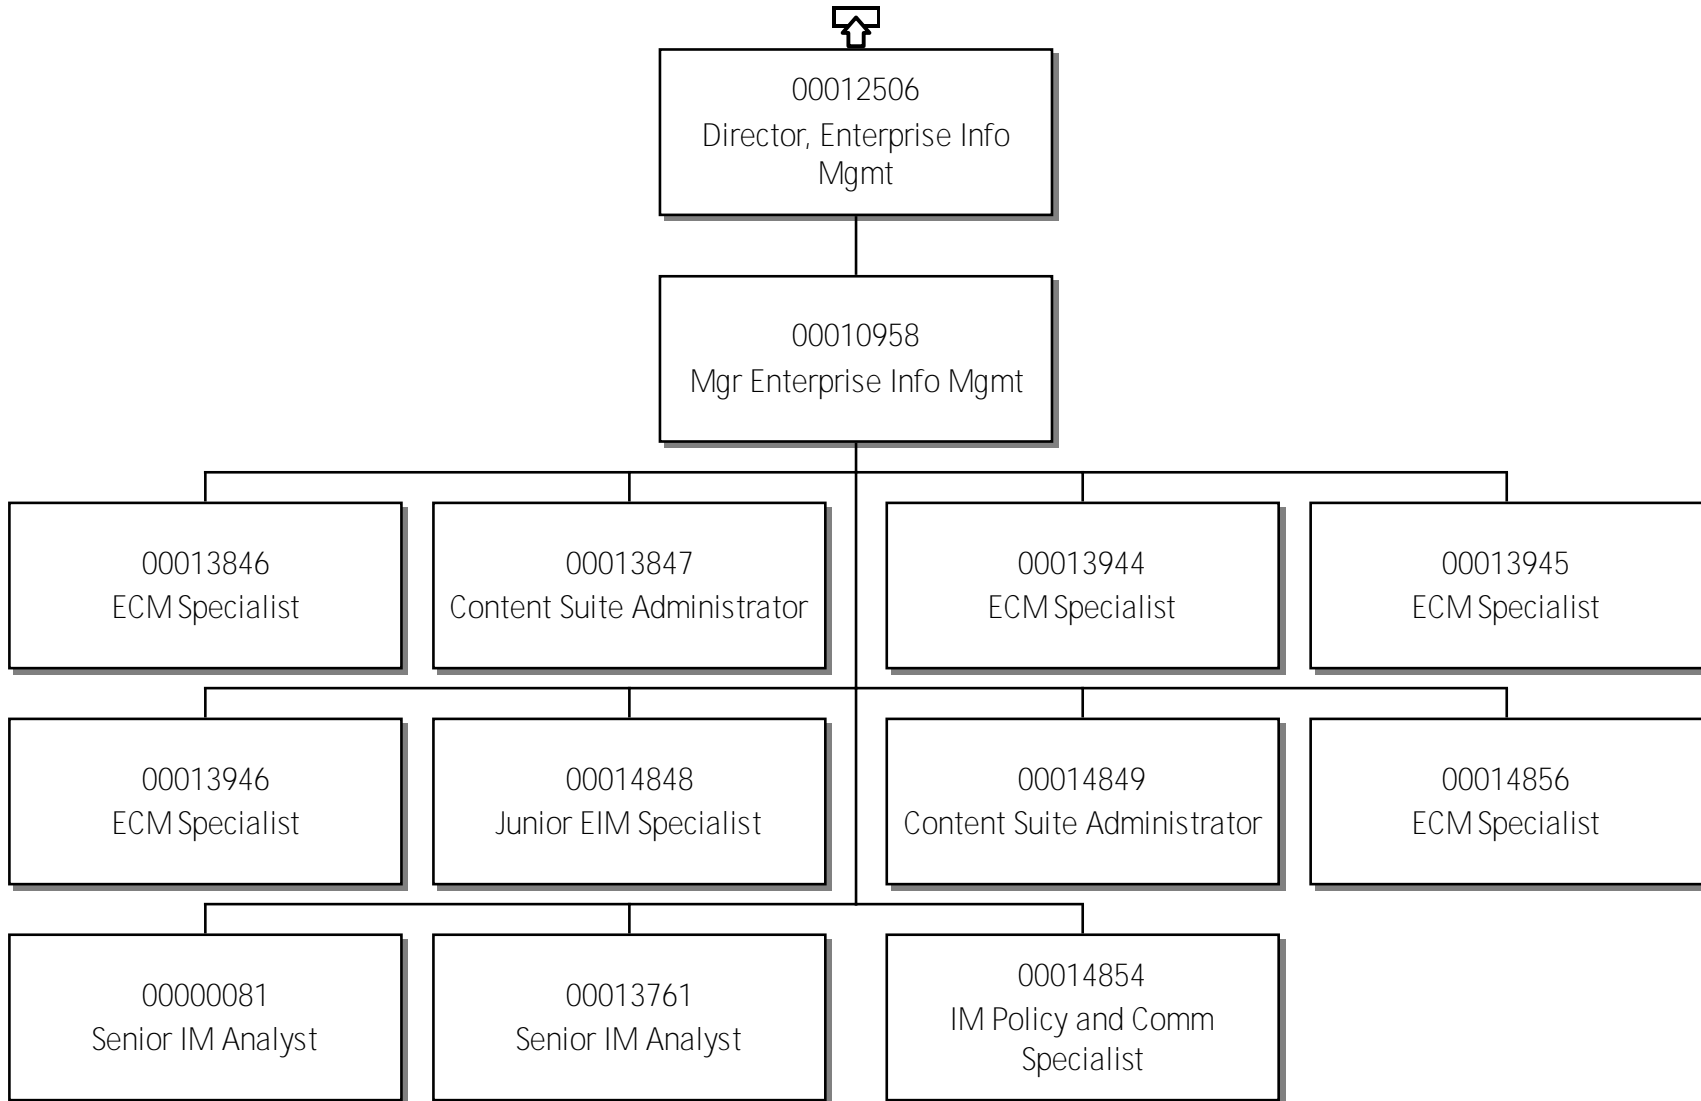 00012506
Director, Enterprise Info
Mgmt
00010958
Mgr Enterprise Info Mgmt
00013846
ECM Specialist
00013847
Content Suite Administrator
00013944
ECM Specialist
00013945
ECM Specialist
00013946
ECM Specialist
00014848
Junior EIM Specialist
00014849
Content Suite Administrator
00014856
ECM Specialist
00000081
Senior IM Analyst
00013761
Senior IM Analyst
00014854
IM Policy and Comm
Specialist